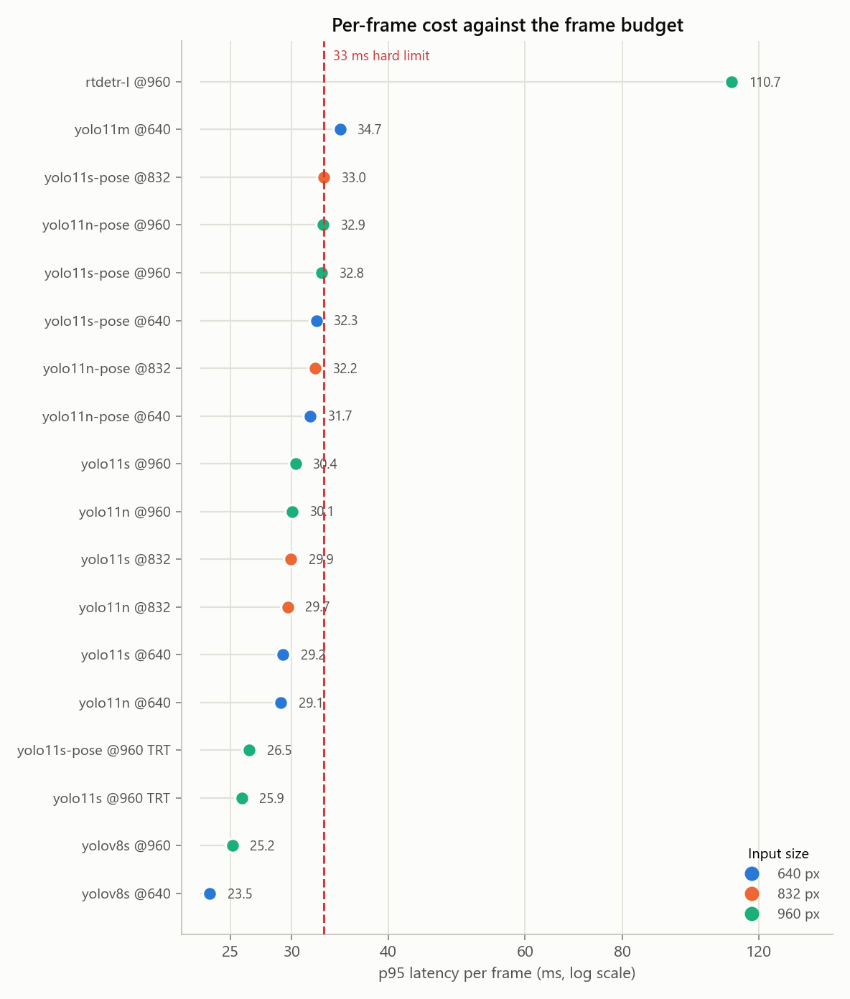 Per-frame cost against the frame budget
33 ms hard limit
rtdetr-l @960 110.7
yolo11m @640 34.7
yolo11s-pose @832 33.0
yolo11n-pose @960 32.9
yolo11s-pose @960 32.8
yolo11s-pose @640 32.3
yolo11n-pose @832 32.2
yolo11n-pose @640 31.7
yolo11s @960 30.4
yolo11n @960 30.1
yolo11s @832 29.9
yolo11n @832 29.7
yolo11s @640 29.2
yolo11n @640 29.1
yolo11s-pose @960 TRT 26.5
yolo11s @960 TRT 25.9
yolov8s @960 25.2
yolov8s @640 23.5
Input size
640 px
832 px
960 px
25 30 40 60 80 120
p95 latency per frame (ms, log scale)